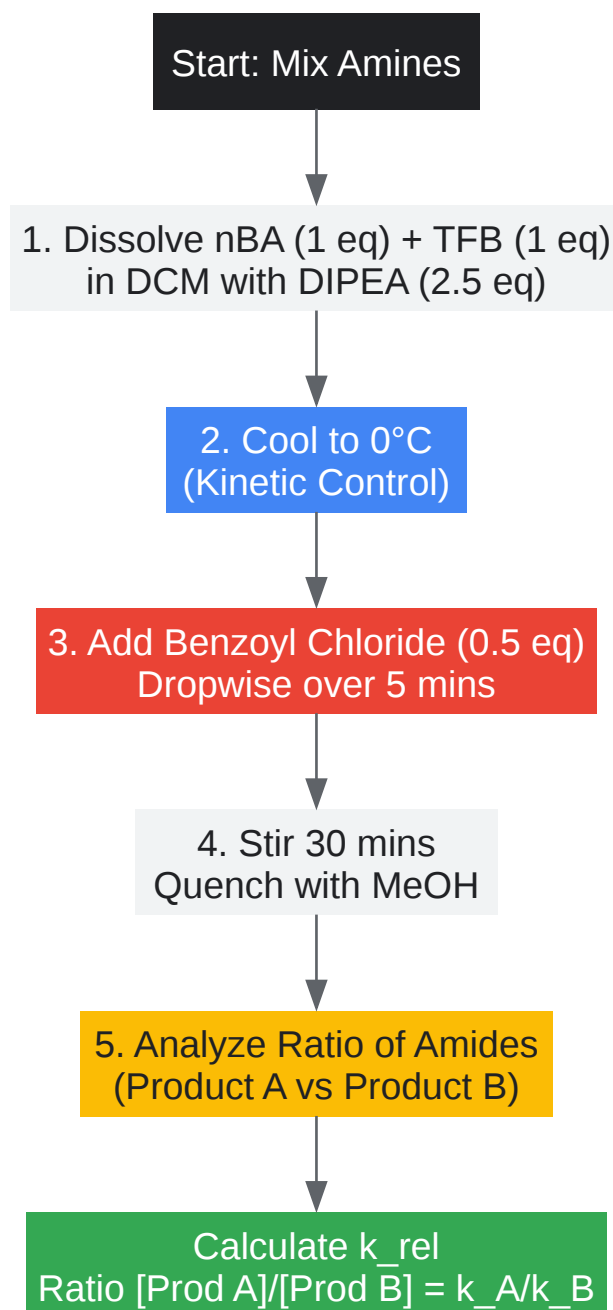 Start: Mix Amines
1. Dissolve nBA (1 eq) + TFB (1 eq)
in DCM with DIPEA (2.5 eq)
2. Cool to 0°C
(Kinetic Control)
3. Add Benzoyl Chloride (0.5 eq)
Dropwise over 5 mins
4. Stir 30 mins
Quench with MeOH
5. Analyze Ratio of Amides
(Product A vs Product B)
Calculate k_rel
Ratio [Prod A]/[Prod B] = k_A/k_B